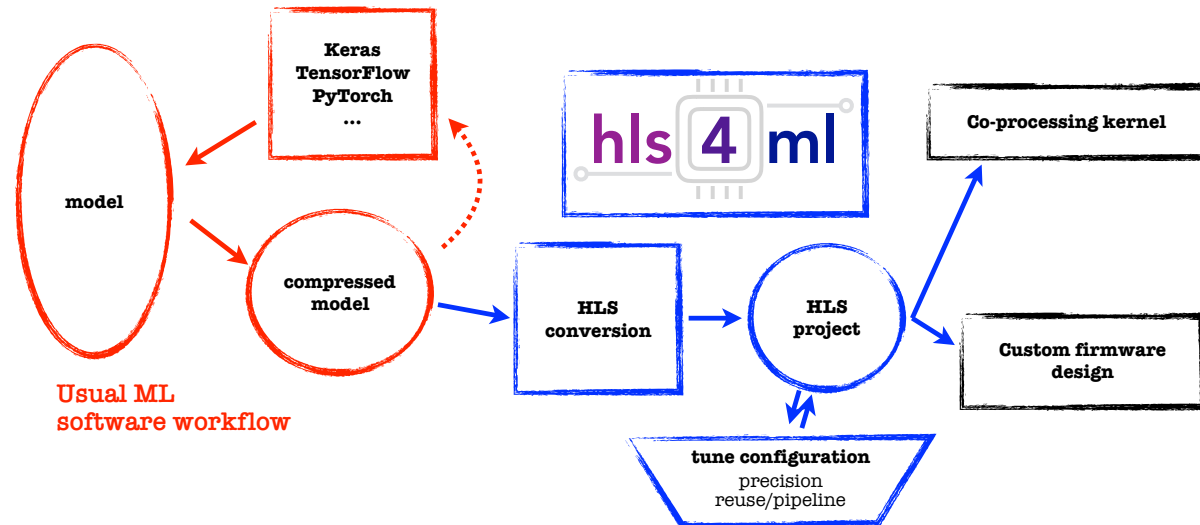 Keras
TensorFlow
PyTorch
...
model
compressed
model
Usual ML
software workflow
hls 4 ml
HLS
conversion
HLS
project
tune configuration
precision
reuse/pipeline
Co-processing kernel
Custom firmware
design